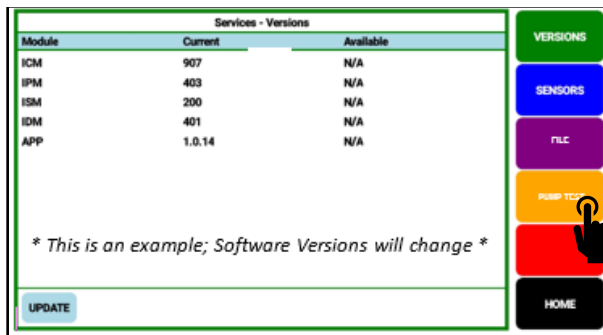 Services - Versions
Module Current Available
ICM 907 N/A
IPM 403 N/A
ISM 200 N/A
IDM 401 N/A
APP 1.0.14 N/A
* This is an example; Software Versions will change *
UPDATE
VERSIONS
SENSORS
PUMP
HOME